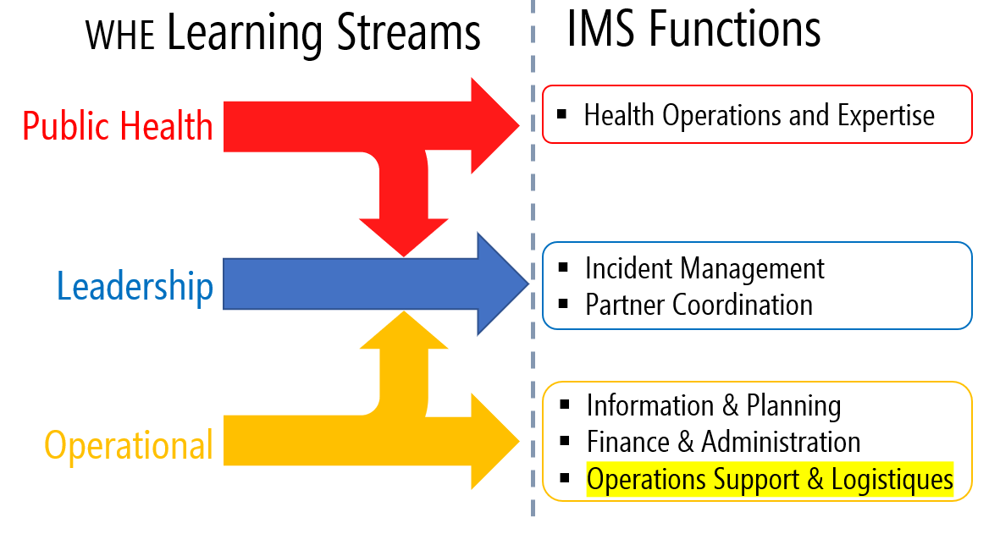 WHE Learning Streams
IMS Functions
Public Health
▪ Health Operations and Expertise
Leadership
▪ Incident Management
▪ Partner Coordination
Operational
▪ Information & Planning
▪ Finance & Administration
▪ Operations Support & Logistiques